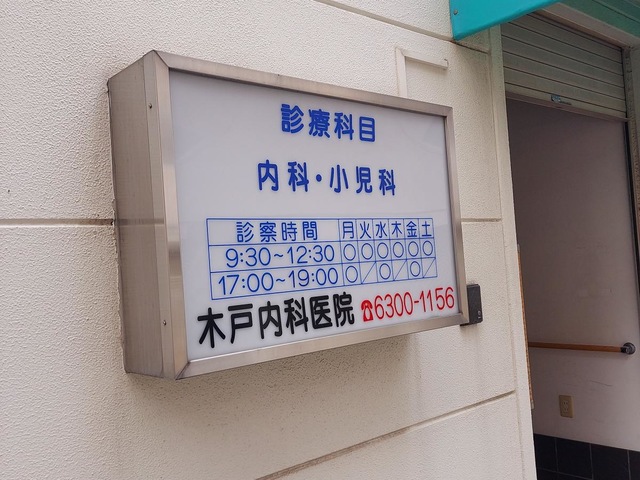 診療科目
内科・小児科
診察時間 月 火 水 木 金 土
9:30~12:30 ○ ○ ○ ○ ○ ○
17:00~19:00 ○ ／ ○ ／ ○ ／
木戸内科医院 ☎6300-1156